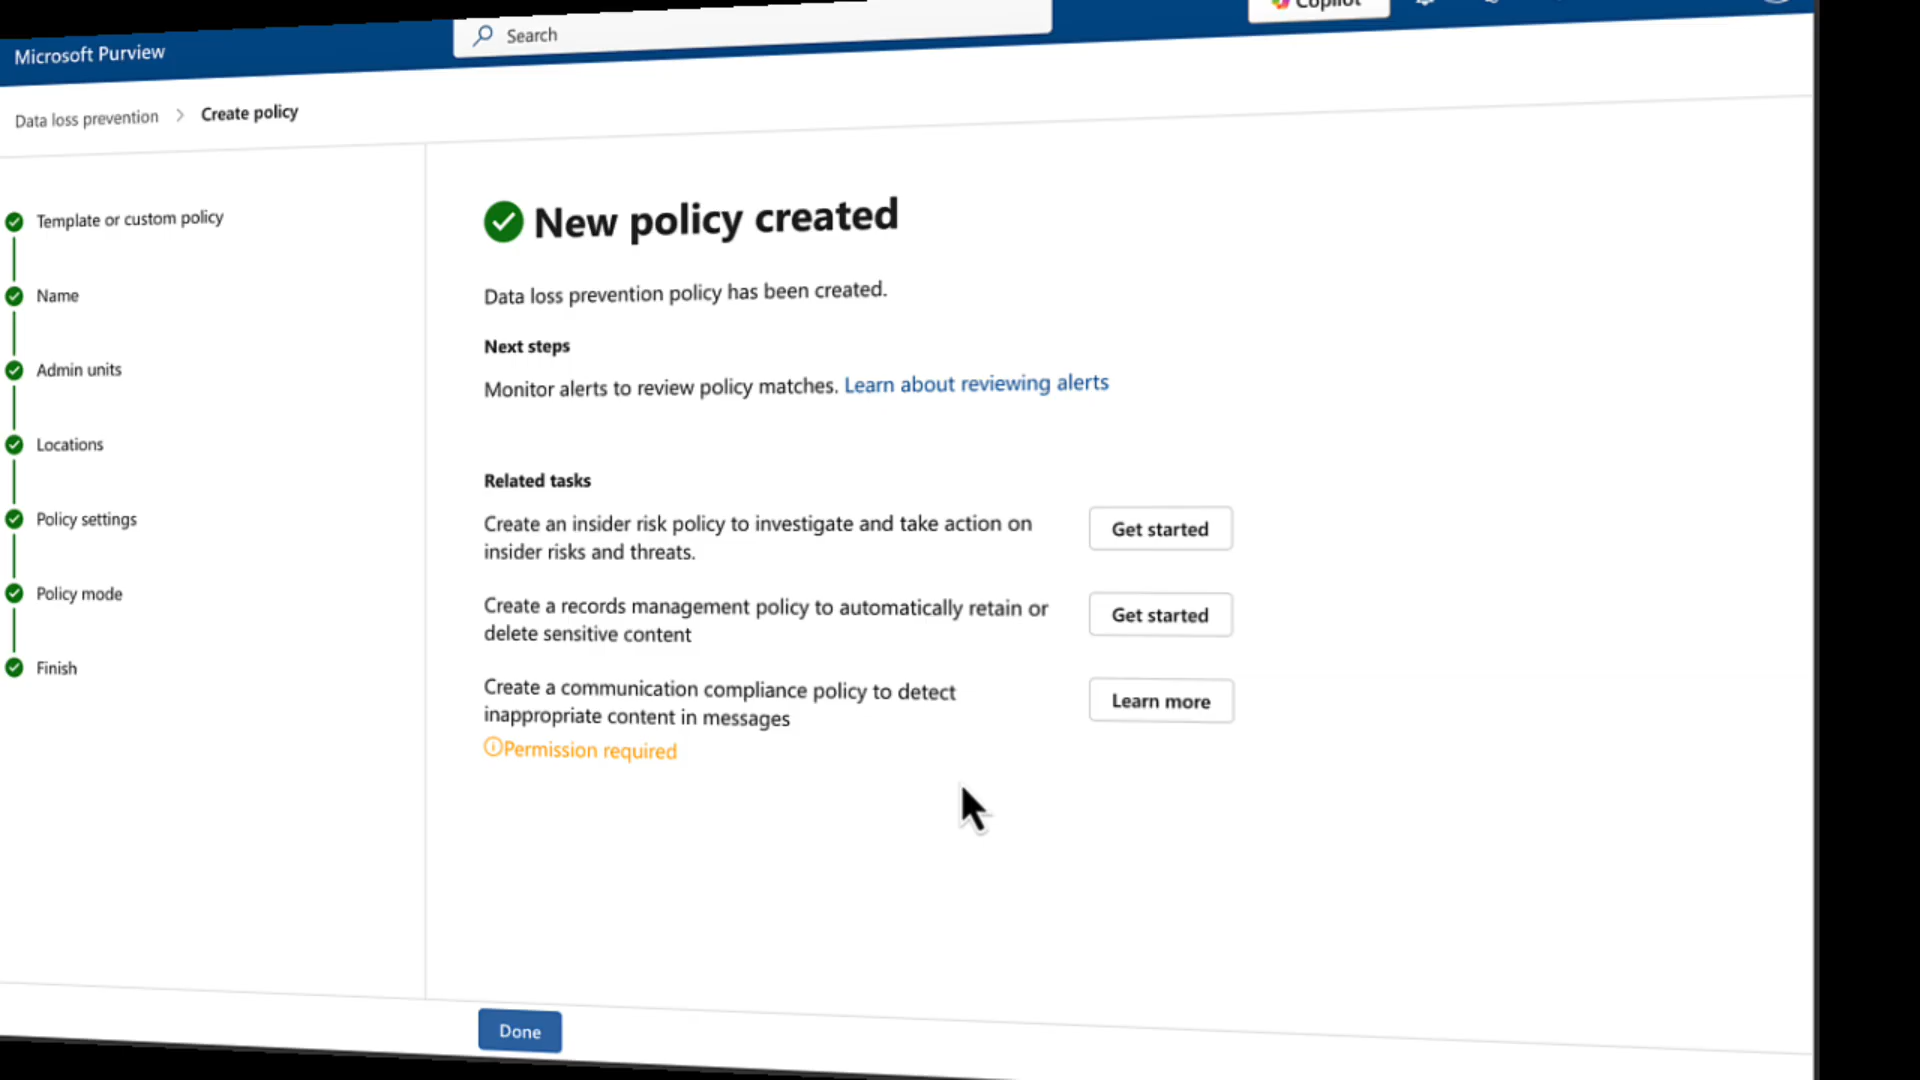 Copilot
Microsoft Purview
Search
Data loss prevention > Create policy
Template or custom policy
Name
Admin units
Locations
Policy settings
Policy mode
Finish
New policy created
Data loss prevention policy has been created.
Next steps
Monitor alerts to review policy matches. Learn about reviewing alerts
Related tasks
Create an insider risk policy to investigate and take action on
insider risks and threats.
Get started
Create a records management policy to automatically retain or
delete sensitive content
Get started
Create a communication compliance policy to detect
inappropriate content in messages
Learn more
Permission required
Done